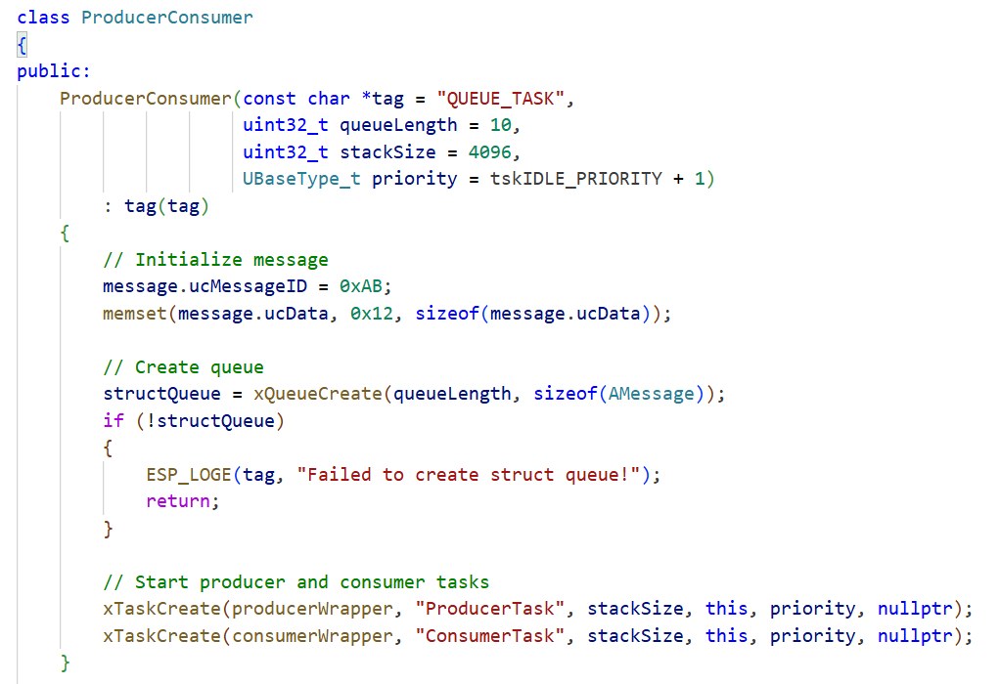 class ProducerConsumer
{
public:
    ProducerConsumer(const char *tag = "QUEUE_TASK",
                     uint32_t queueLength = 10,
                     uint32_t stackSize = 4096,
                     UBaseType_t priority = tskIDLE_PRIORITY + 1)
        : tag(tag)
    {
        // Initialize message
        message.ucMessageID = 0xAB;
        memset(message.ucData, 0x12, sizeof(message.ucData));

        // Create queue
        structQueue = xQueueCreate(queueLength, sizeof(AMessage));
        if (!structQueue)
        {
            ESP_LOGE(tag, "Failed to create struct queue!");
            return;
        }

        // Start producer and consumer tasks
        xTaskCreate(producerWrapper, "ProducerTask", stackSize, this, priority, nullptr);
        xTaskCreate(consumerWrapper, "ConsumerTask", stackSize, this, priority, nullptr);
    }